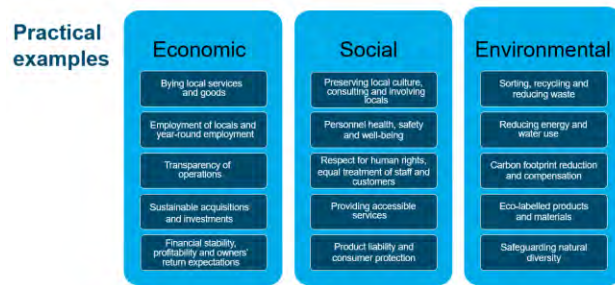 Practical
examples
Economic
Bying local services
and goods
Employment of locals and
year-round employment
Transparency of
operations
Sustainable acquisitions
and investments
Financial stability,
profitability and owners'
return expectations
Social
Preserving local culture,
consulting and involving
locals
Personnel health, safety
and well-being
Respect for human rights,
equal treatment of staff and
customers
Providing accessible
services
Product liability and
consumer protection
Environmental
Sorting, recycling and
reducing waste
Reducing energy and
water use
Carbon footprint reduction
and compensation
Eco-labelled products
and materials
Safeguarding natural
diversity